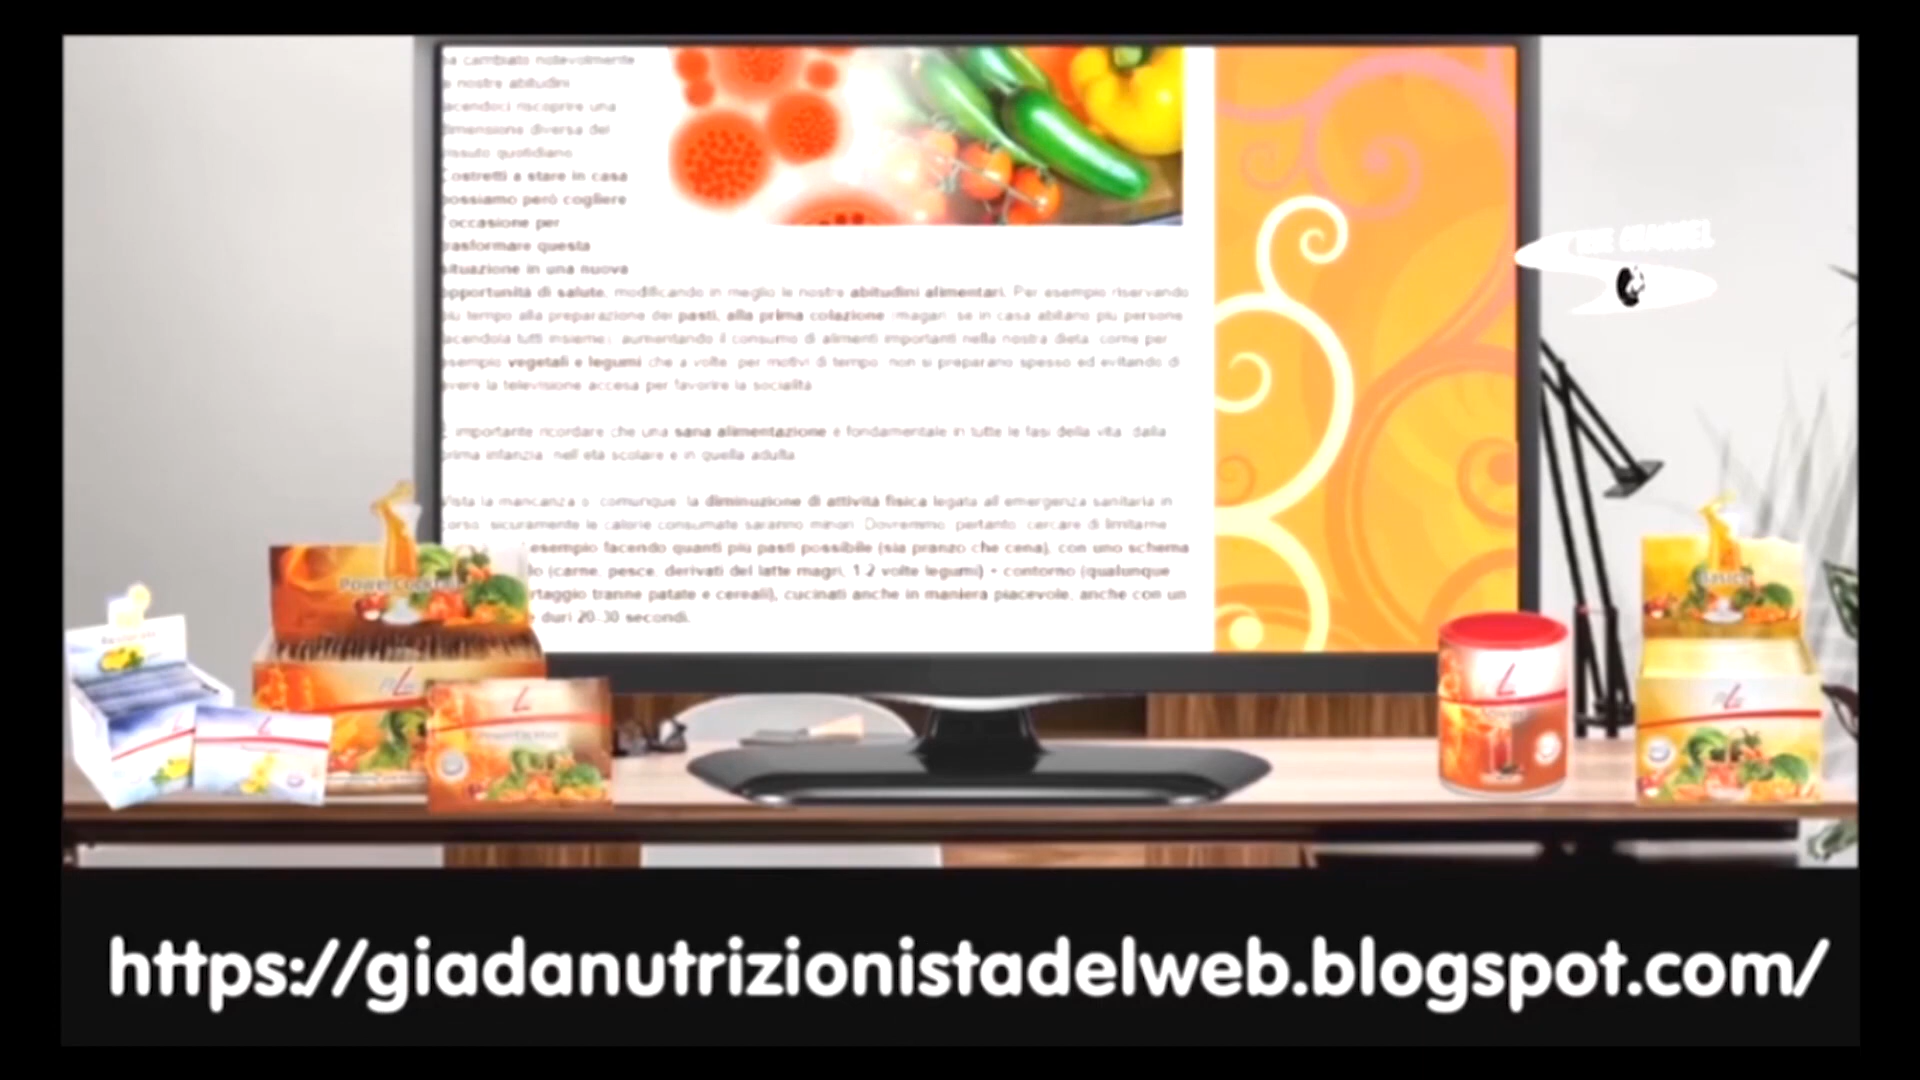 ha cambiato notevolmente
le nostre abitudini
facendoci riscoprire una
dimensione diversa del
vissuto quotidiano
Costretti a stare in casa
possiamo però cogliere
l'occasione per
trasformare questa
situazione in una nuova
opportunità di salute, modificando in meglio le nostre abitudini alimentari. Per esempio riservando
più tempo alla preparazione dei pasti, alla prima colazione (magari se in casa abitano più persone
facendola tutti insieme), aumentando il consumo di alimenti importanti nella nostra dieta, come per
esempio vegetali e legumi che a volte, per motivi di tempo, non si preparano spesso ed evitando di
avere la televisione accesa per favorire la socialità
È importante ricordare che una sana alimentazione è fondamentale in tutte le fasi della vita, dalla
prima infanzia, nell'età scolare e in quella adulta
Vista la mancanza o, comunque, la diminuzione di attività fisica legata all'emergenza sanitaria in
corso, sicuramente le calorie consumate saranno minori. Dovremmo, pertanto, cercare di limitarne
esempio facendo quanti più pasti possibile (sia pranzo che cena), con uno schema
lo (carne, pesce, derivati del latte magri, 1-2 volte legumi) + contorno (qualunque
rtaggio tranne patate e cereali), cucinati anche in maniera piacevole, anche con un
e duri 20-30 secondi.
PowerCocktail
Basics
https://giadanutrizionistadelweb.blogspot.com/